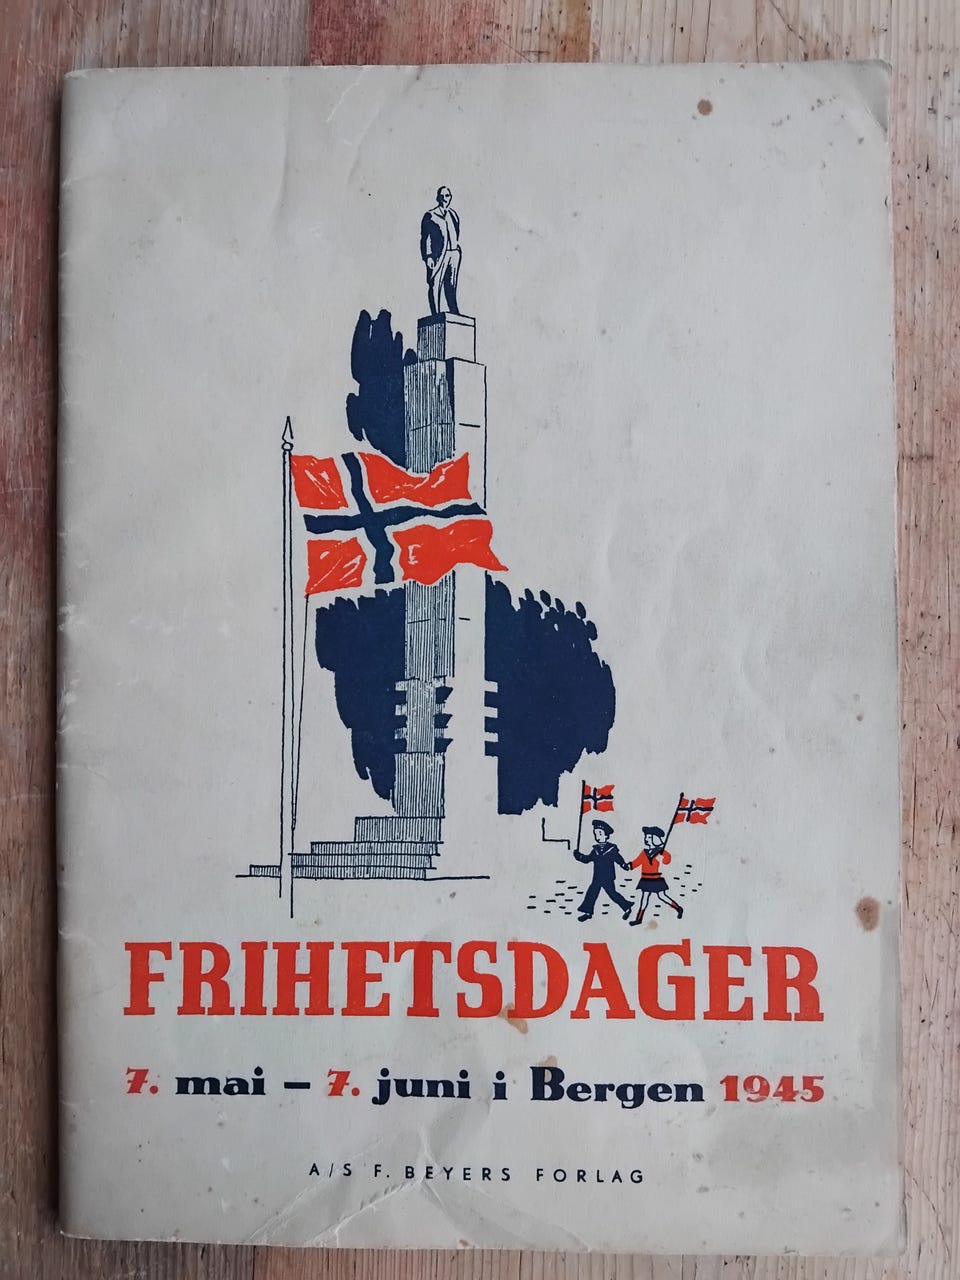 FRIHETSDAGER
7. mai – 7. juni i Bergen 1945
A/S F. BEYERS FORLAG